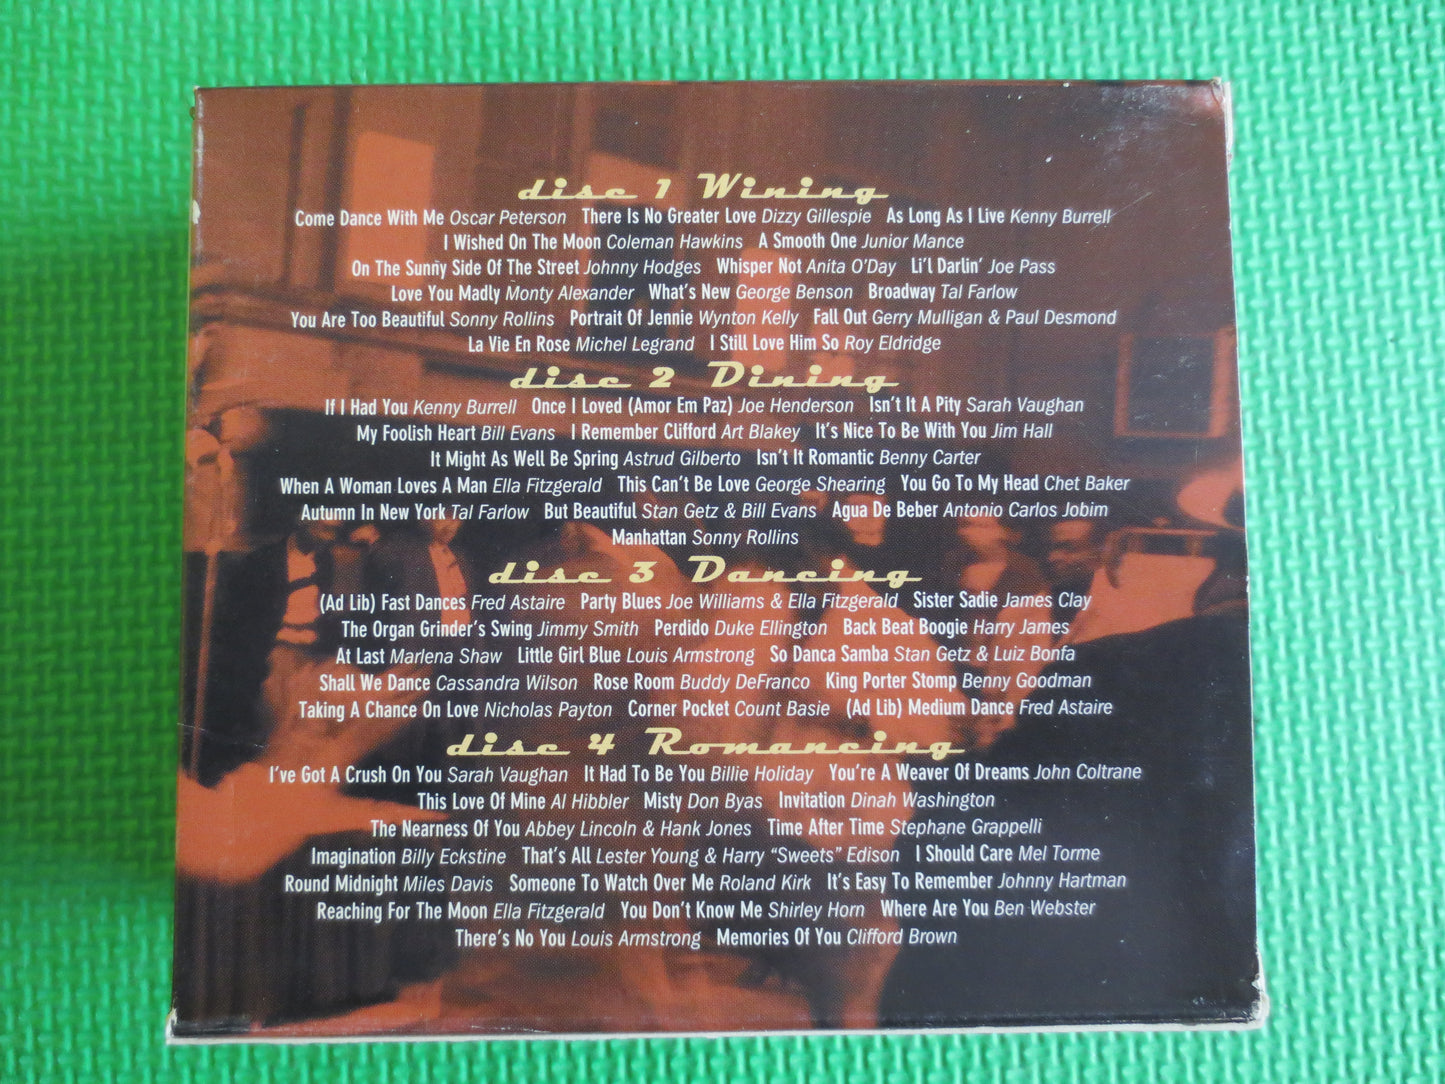 disc 1 Wining
Come Dance With Me Oscar Peterson There Is No Greater Love Dizzy Gillespie As Long As I Live Kenny Burrell
I Wished On The Moon Coleman Hawkins A Smooth One Junior Mance
On The Sunny Side Of The Street Johnny Hodges Whisper Not Anita O'Day Li'l Darlin' Joe Pass
Love You Madly Monty Alexander What's New George Benson Broadway Tal Farlow
You Are Too Beautiful Sonny Rollins Portrait Of Jennie Wynton Kelly Fall Out Gerry Mulligan & Paul Desmond
La Vie En Rose Michel Legrand I Still Love Him So Roy Eldridge
disc 2 Dining
If I Had You Kenny Burrell Once I Loved (Amor Em Paz) Joe Henderson Isn't It A Pity Sarah Vaughan
My Foolish Heart Bill Evans I Remember Clifford Art Blakey It's Nice To Be With You Jim Hall
It Might As Well Be Spring Astrud Gilberto Isn't It Romantic Benny Carter
When A Woman Loves A Man Ella Fitzgerald This Can't Be Love George Shearing You Go To My Head Chet Baker
Autumn In New York Tal Farlow But Beautiful Stan Getz & Bill Evans Agua De Beber Antonio Carlos Jobim
Manhattan Sonny Rollins
disc 3 Dancing
(Ad Lib) Fast Dances Fred Astaire Party Blues Joe Williams & Ella Fitzgerald Sister Sadie James Clay
The Organ Grinder's Swing Jimmy Smith Perdido Duke Ellington Back Beat Boogie Harry James
At Last Marlena Shaw Little Girl Blue Louis Armstrong So Danca Samba Stan Getz & Luiz Bonfa
Shall We Dance Cassandra Wilson Rose Room Buddy DeFranco King Porter Stomp Benny Goodman
Taking A Chance On Love Nicholas Payton Corner Pocket Count Basie (Ad Lib) Medium Dance Fred Astaire
disc 4 Romancing
I've Got A Crush On You Sarah Vaughan It Had To Be You Billie Holiday You're A Weaver Of Dreams John Coltrane
This Love Of Mine Al Hibbler Misty Don Byas Invitation Dinah Washington
The Nearness Of You Abbey Lincoln & Hank Jones Time After Time Stephane Grappelli
Imagination Billy Eckstine That's All Lester Young & Harry "Sweets" Edison I Should Care Mel Torme
Round Midnight Miles Davis Someone To Watch Over Me Roland Kirk It's Easy To Remember Johnny Hartman
Reaching For The Moon Ella Fitzgerald You Don't Know Me Shirley Horn Where Are You Ben Webster
There's No You Louis Armstrong Memories Of You Clifford Brown